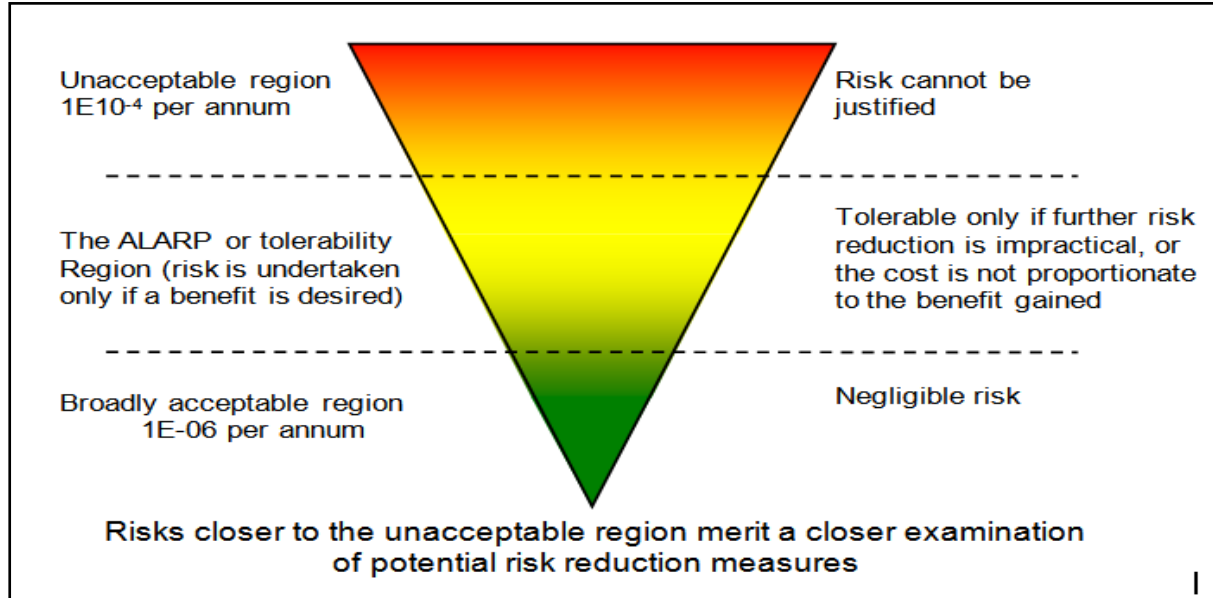 Unacceptable region
1E10⁻⁴ per annum
Risk cannot be
justified
The ALARP or tolerability
Region (risk is undertaken
only if a benefit is desired)
Tolerable only if further risk
reduction is impractical, or
the cost is not proportionate
to the benefit gained
Broadly acceptable region
1E-06 per annum
Negligible risk
Risks closer to the unacceptable region merit a closer examination
of potential risk reduction measures
I